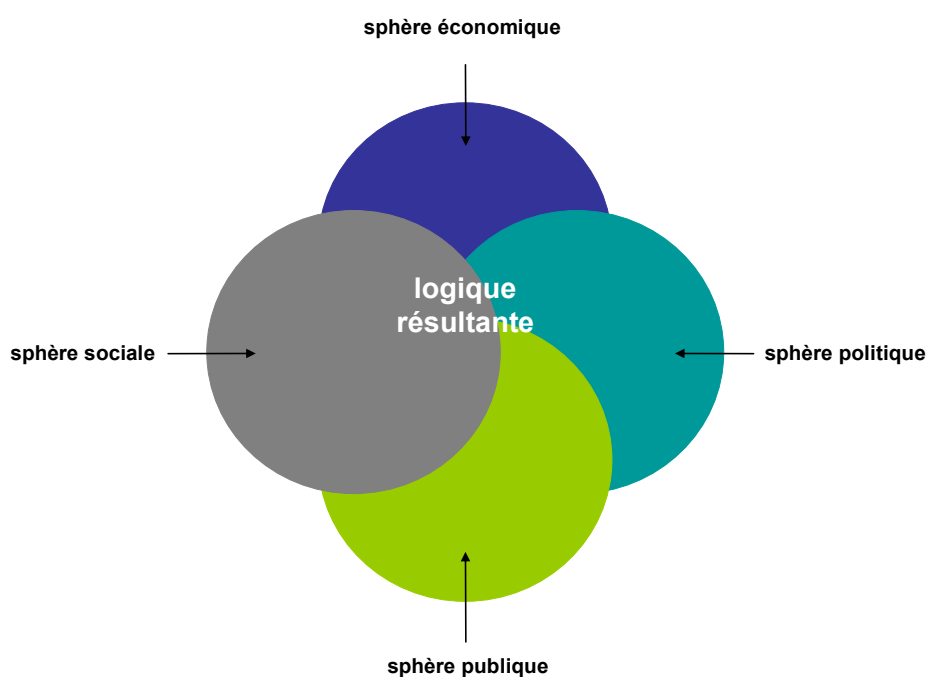 sphère économique
logique
résultante
sphère sociale
sphère politique
sphère publique